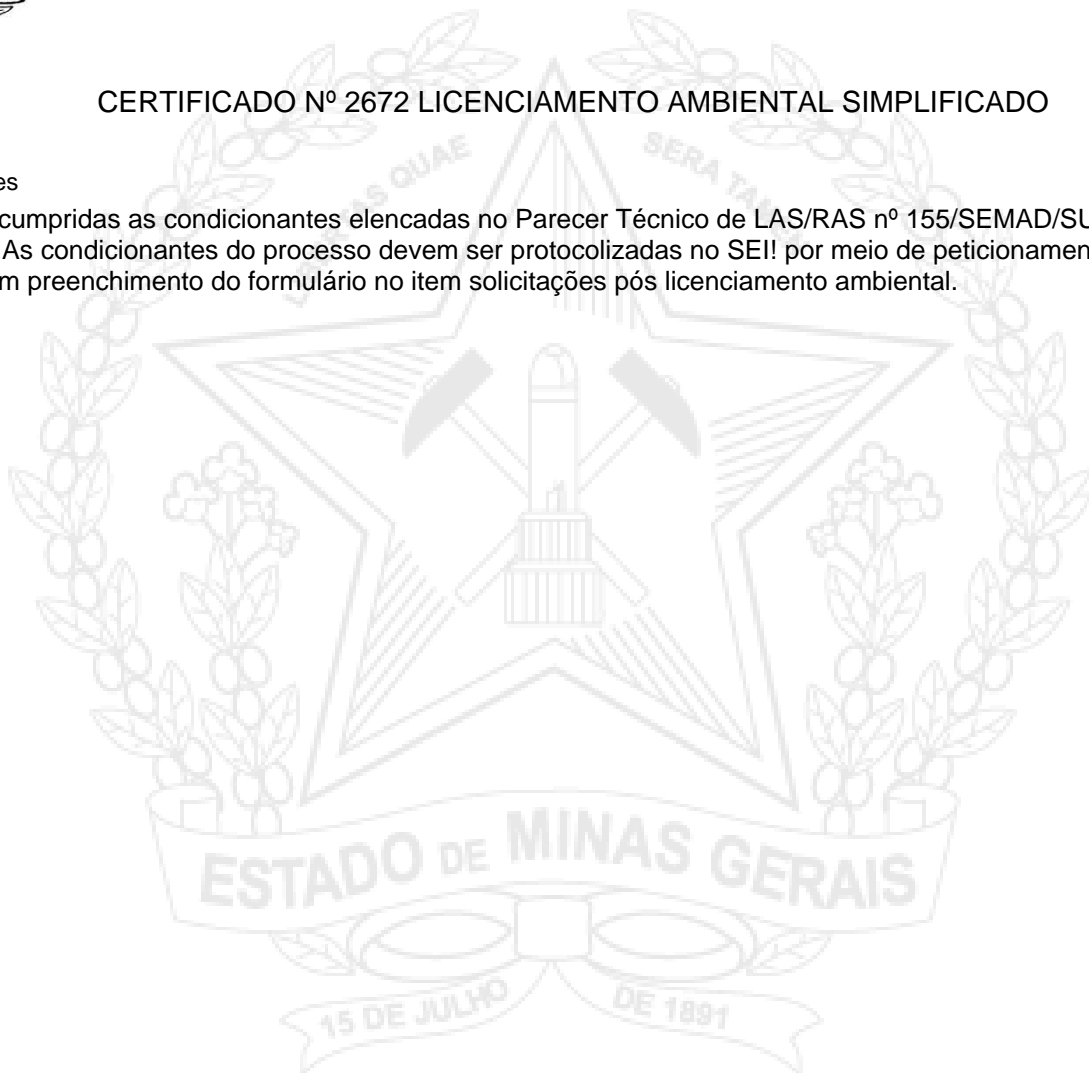 CERTIFICADO Nº 2672 LICENCIAMENTO AMBIENTAL SIMPLIFICADO
es
cumpridas as condicionantes elencadas no Parecer Técnico de LAS/RAS nº 155/SEMAD/SU
As condicionantes do processo devem ser protocolizadas no SEI! por meio de peticionamen
m preenchimento do formulário no item solicitações pós licenciamento ambiental.
QUAE SERA TAMEN
ESTADO DE MINAS GERAIS
15 DE JULHO DE 1891